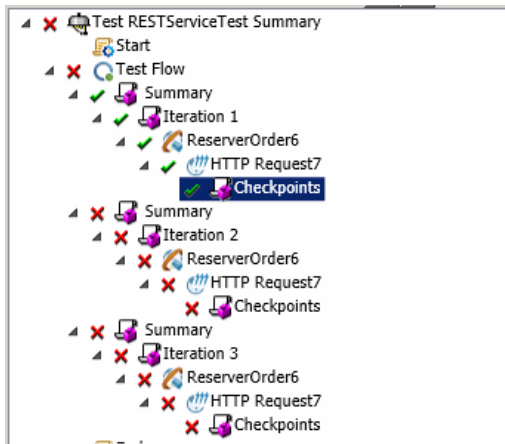 Test RESTServiceTest Summary
Start
Test Flow
Summary
Iteration 1
ReserverOrder6
HTTP Request7
Checkpoints
Summary
Iteration 2
ReserverOrder6
HTTP Request7
Checkpoints
Summary
Iteration 3
ReserverOrder6
HTTP Request7
Checkpoints